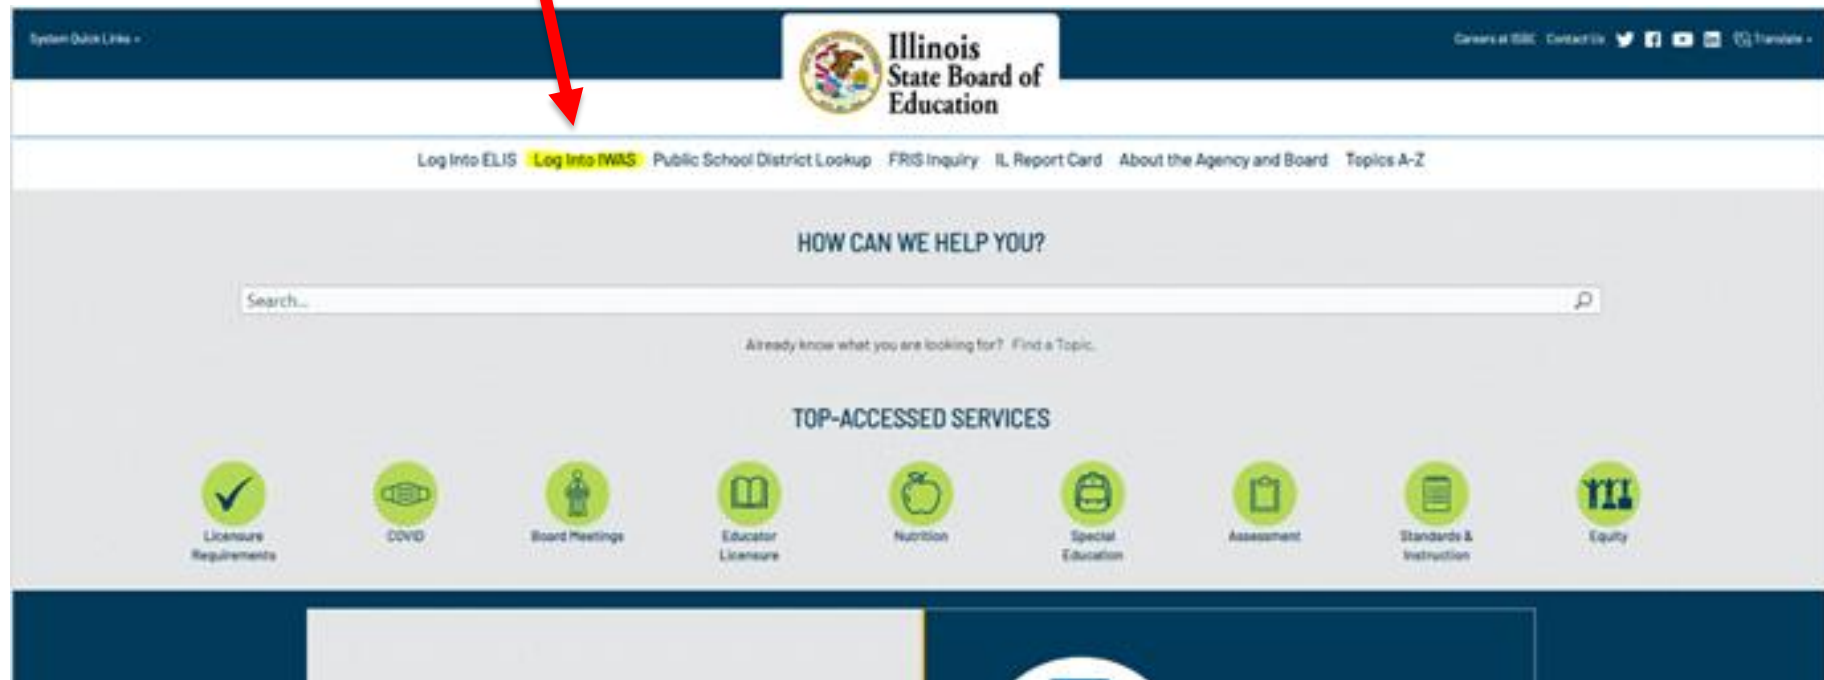 System Quick Links
Illinois
State Board of
Education
Careers at ISBE Contact Us Translate
Log Into ELIS Log Into IWAS Public School District Lookup FRIS Inquiry IL Report Card About the Agency and Board Topics A-Z
HOW CAN WE HELP YOU?
Search...
Already know what you are looking for? Find a Topic.
TOP-ACCESSED SERVICES
Licensure
Requirements
COVID
Board Meetings
Educator
Licensure
Nutrition
Special
Education
Assessment
Standards &
Instruction
Equity